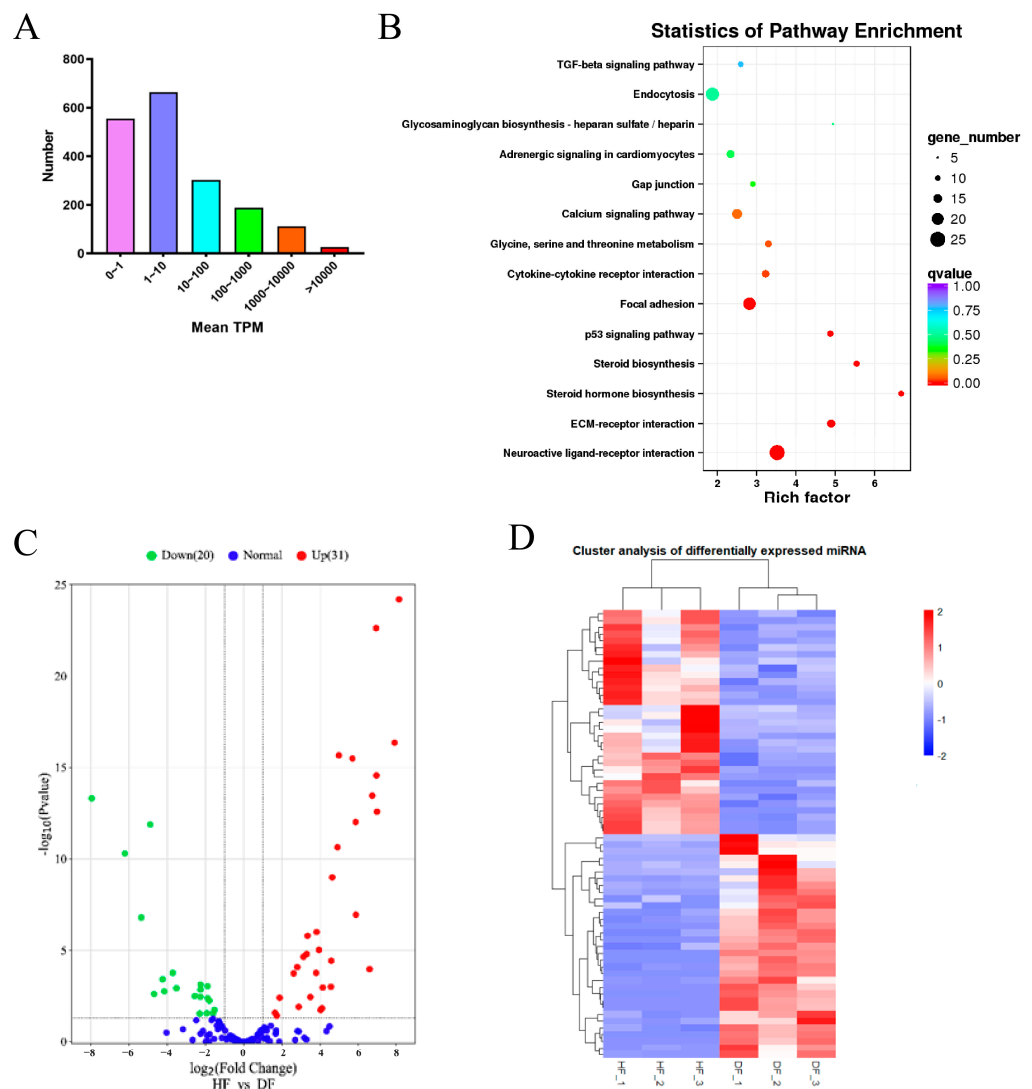 A
800
600
400
200
0
Number
0~1
1~10
10~100
100~1000
1000~10000
>10000
Mean TPM
B
Statistics of Pathway Enrichment
TGF-beta signaling pathway
Endocytosis
Glycosaminoglycan biosynthesis - heparan sulfate / heparin
Adrenergic signaling in cardiomyocytes
Gap junction
Calcium signaling pathway
Glycine, serine and threonine metabolism
Cytokine-cytokine receptor interaction
Focal adhesion
p53 signaling pathway
Steroid biosynthesis
Steroid hormone biosynthesis
ECM-receptor interaction
Neuroactive ligand-receptor interaction
2 3 4 5 6
Rich factor
gene_number
5
10
15
20
25
qvalue
1.00
0.75
0.50
0.25
0.00
C
Down(20) Normal Up(31)
25
20
15
10
5
0
-log10(Pvalue)
-8 -6 -4 -2 0 2 4 6 8
log2(Fold Change)
HF_vs_DF
D
Cluster analysis of differentially expressed miRNA
2
1
0
-1
-2
HF_1
HF_2
HF_3
DF_1
DF_2
DF_3